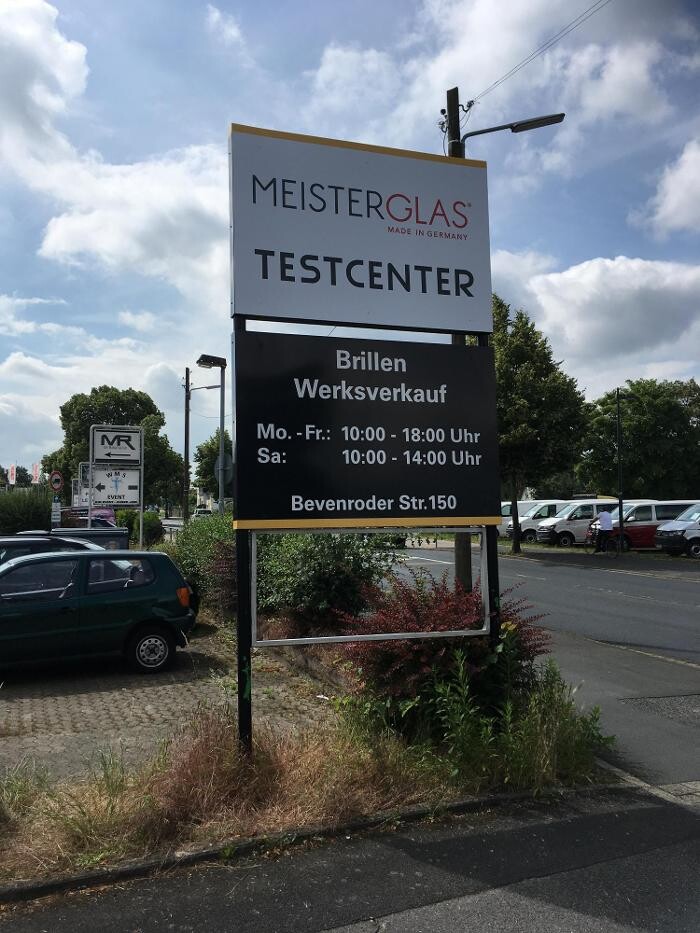 MEISTERGLAS®
MADE IN GERMANY
TESTCENTER
Brillen
Werksverkauf
Mo. - Fr.: 10:00 - 18:00 Uhr
Sa: 10:00 - 14:00 Uhr
Bevenroder Str.150
MR
WMS
EVENT